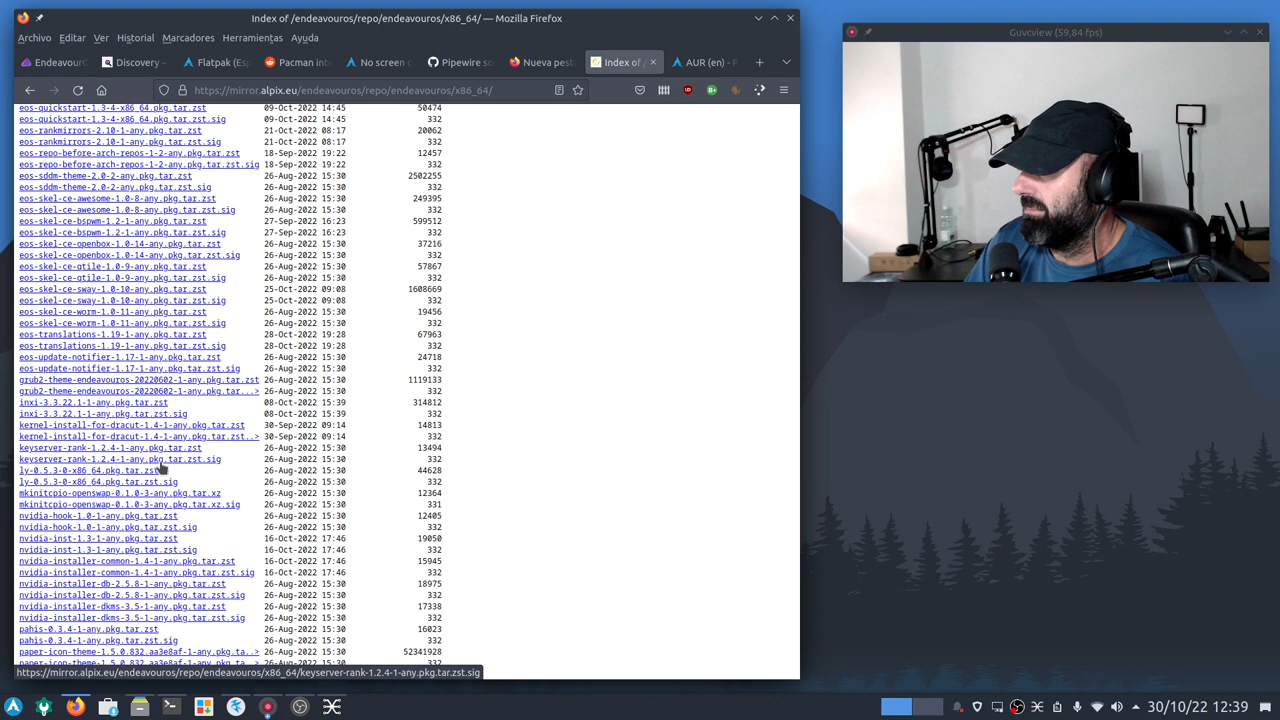 Index of /endeavouros/repo/endeavouros/x86_64/ — Mozilla Firefox
Guvcview (59,84 fps)
Archivo Editar Ver Historial Marcadores Herramientas Ayuda
Endeavour Discovery – Flatpak (Esp Pacman int No screen c Pipewire sc Nueva pest Index of / AUR (en) - P
https://mirror.alpix.eu/endeavouros/repo/endeavouros/x86_64/
eos-quickstart-1.3-4-x86_64.pkg.tar.zst 09-Oct-2022 14:45 50474
eos-quickstart-1.3-4-x86_64.pkg.tar.zst.sig 09-Oct-2022 14:45 332
eos-rankmirrors-2.10-1-any.pkg.tar.zst 21-Oct-2022 08:17 20062
eos-rankmirrors-2.10-1-any.pkg.tar.zst.sig 21-Oct-2022 08:17 332
eos-repo-before-arch-repos-1-2-any.pkg.tar.zst 18-Sep-2022 19:22 12457
eos-repo-before-arch-repos-1-2-any.pkg.tar.zst.sig 18-Sep-2022 19:22 332
eos-sddm-theme-2.0-2-any.pkg.tar.zst 26-Aug-2022 15:30 2502255
eos-sddm-theme-2.0-2-any.pkg.tar.zst.sig 26-Aug-2022 15:30 332
eos-skel-ce-awesome-1.0-8-any.pkg.tar.zst 26-Aug-2022 15:30 249395
eos-skel-ce-awesome-1.0-8-any.pkg.tar.zst.sig 26-Aug-2022 15:30 332
eos-skel-ce-bspwm-1.2-1-any.pkg.tar.zst 27-Sep-2022 16:23 599512
eos-skel-ce-bspwm-1.2-1-any.pkg.tar.zst.sig 27-Sep-2022 16:23 332
eos-skel-ce-openbox-1.0-14-any.pkg.tar.zst 26-Aug-2022 15:30 37216
eos-skel-ce-openbox-1.0-14-any.pkg.tar.zst.sig 26-Aug-2022 15:30 332
eos-skel-ce-qtile-1.0-9-any.pkg.tar.zst 26-Aug-2022 15:30 57867
eos-skel-ce-qtile-1.0-9-any.pkg.tar.zst.sig 26-Aug-2022 15:30 332
eos-skel-ce-sway-1.0-10-any.pkg.tar.zst 25-Oct-2022 09:08 1608669
eos-skel-ce-sway-1.0-10-any.pkg.tar.zst.sig 25-Oct-2022 09:08 332
eos-skel-ce-worm-1.0-11-any.pkg.tar.zst 26-Aug-2022 15:30 19456
eos-skel-ce-worm-1.0-11-any.pkg.tar.zst.sig 26-Aug-2022 15:30 332
eos-translations-1.19-1-any.pkg.tar.zst 28-Oct-2022 19:28 67963
eos-translations-1.19-1-any.pkg.tar.zst.sig 28-Oct-2022 19:28 332
eos-update-notifier-1.17-1-any.pkg.tar.zst 26-Aug-2022 15:30 24718
eos-update-notifier-1.17-1-any.pkg.tar.zst.sig 26-Aug-2022 15:30 332
grub2-theme-endeavouros-20220602-1-any.pkg.tar.zst 26-Aug-2022 15:30 1119133
grub2-theme-endeavouros-20220602-1-any.pkg.tar...> 26-Aug-2022 15:30 332
inxi-3.3.22.1-1-any.pkg.tar.zst 08-Oct-2022 15:39 314812
inxi-3.3.22.1-1-any.pkg.tar.zst.sig 08-Oct-2022 15:39 332
kernel-install-for-dracut-1.4-1-any.pkg.tar.zst 30-Sep-2022 09:14 14813
kernel-install-for-dracut-1.4-1-any.pkg.tar.zst..> 30-Sep-2022 09:14 332
keyserver-rank-1.2.4-1-any.pkg.tar.zst 26-Aug-2022 15:30 13494
keyserver-rank-1.2.4-1-any.pkg.tar.zst.sig 26-Aug-2022 15:30 332
ly-0.5.3-0-x86_64.pkg.tar.zst 26-Aug-2022 15:30 44628
ly-0.5.3-0-x86_64.pkg.tar.zst.sig 26-Aug-2022 15:30 332
mkinitcpio-openswap-0.1.0-3-any.pkg.tar.xz 26-Aug-2022 15:30 12364
mkinitcpio-openswap-0.1.0-3-any.pkg.tar.xz.sig 26-Aug-2022 15:30 331
nvidia-hook-1.0-1-any.pkg.tar.zst 26-Aug-2022 15:30 12405
nvidia-hook-1.0-1-any.pkg.tar.zst.sig 26-Aug-2022 15:30 332
nvidia-inst-1.3-1-any.pkg.tar.zst 16-Oct-2022 17:46 19050
nvidia-inst-1.3-1-any.pkg.tar.zst.sig 16-Oct-2022 17:46 332
nvidia-installer-common-1.4-1-any.pkg.tar.zst 16-Oct-2022 17:46 15945
nvidia-installer-common-1.4-1-any.pkg.tar.zst.sig 16-Oct-2022 17:46 332
nvidia-installer-db-2.5.8-1-any.pkg.tar.zst 26-Aug-2022 15:30 18975
nvidia-installer-db-2.5.8-1-any.pkg.tar.zst.sig 26-Aug-2022 15:30 332
nvidia-installer-dkms-3.5-1-any.pkg.tar.zst 26-Aug-2022 15:30 17338
nvidia-installer-dkms-3.5-1-any.pkg.tar.zst.sig 26-Aug-2022 15:30 332
pahis-0.3.4-1-any.pkg.tar.zst 26-Aug-2022 15:30 16023
pahis-0.3.4-1-any.pkg.tar.zst.sig 26-Aug-2022 15:30 332
paper-icon-theme-1.5.0.832.aa3e8af-1-any.pkg.ta..> 26-Aug-2022 15:30 52341928
paper-icon-theme-1.5.0.832.aa3e8af-1-any.pkg.ta..> 26-Aug-2022 15:30 332
https://mirror.alpix.eu/endeavouros/repo/endeavouros/x86_64/keyserver-rank-1.2.4-1-any.pkg.tar.zst.sig
30/10/22 12:39